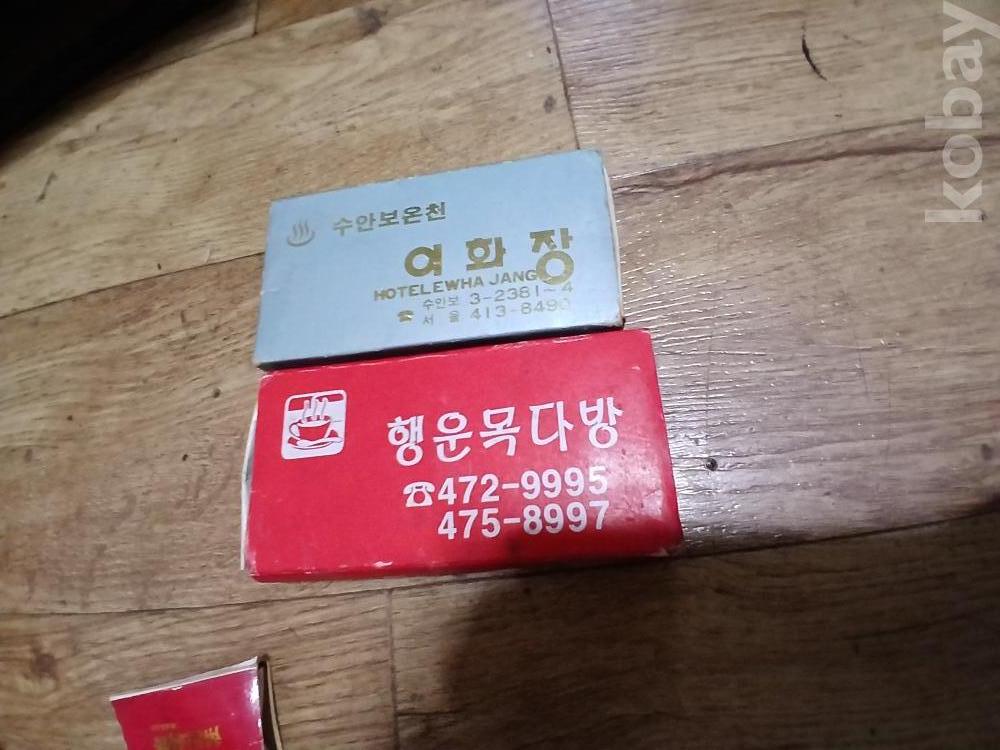 수안보온천
여화장
HOTEL EWHA JANG
수안보 3-2381~4
☎ 서울 413-8490
행운목다방
☎472-9995
475-8997
kobay